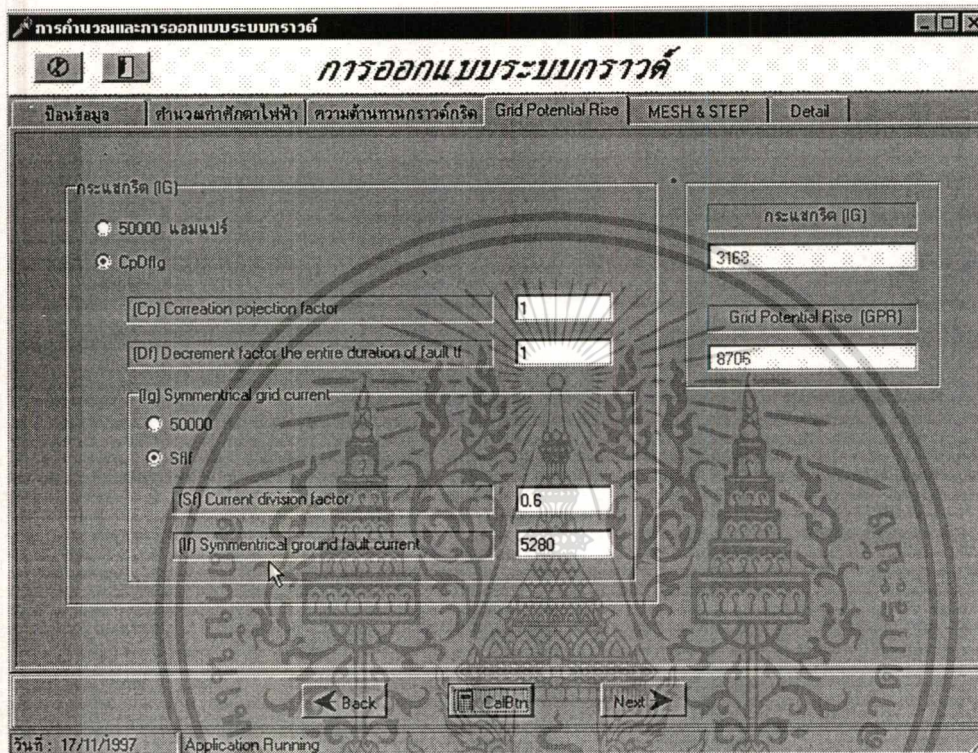 การคำนวณและการออกแบบระบบกราวด์
การออกแบบระบบกราวด์
ป้อนข้อมูล
คำนวณค่าศักดาไฟฟ้า
ความต้านทานกราวด์กริด
Grid Potential Rise
MESH & STEP
Detail
กระแสกริด (IG)
50000 แอมแปร์
CpDfIg
(Cp) Correation pojection factor
1
(Df) Decrement factor the entire duration of fault tf
1
(Ig) Symmentrical grid current
50000
SfIf
(Sf) Current division factor
0.6
(If) Symmentrical ground fault current
5280
กระแสกริด (IG)
3168
Grid Potential Rise (GPR)
8706
Back
CalBtn
Next
วันที่ : 17/11/1997
Application Running